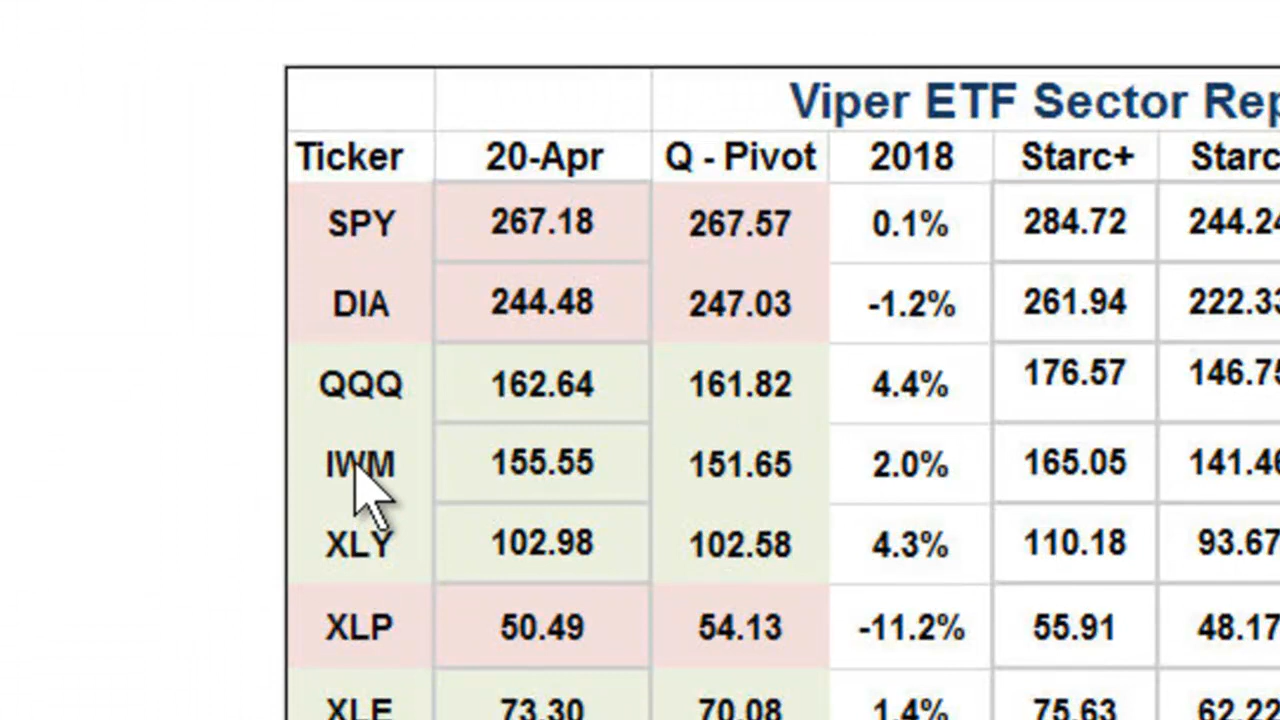 Viper ETF Sector Rep
Ticker 20-Apr Q - Pivot 2018 Starc+ Starc
SPY 267.18 267.57 0.1% 284.72 244.24
DIA 244.48 247.03 -1.2% 261.94 222.33
QQQ 162.64 161.82 4.4% 176.57 146.75
IWM 155.55 151.65 2.0% 165.05 141.46
XLY 102.98 102.58 4.3% 110.18 93.67
XLP 50.49 54.13 -11.2% 55.91 48.17
XLE 73.30 70.08 1.4% 75.63 62.22